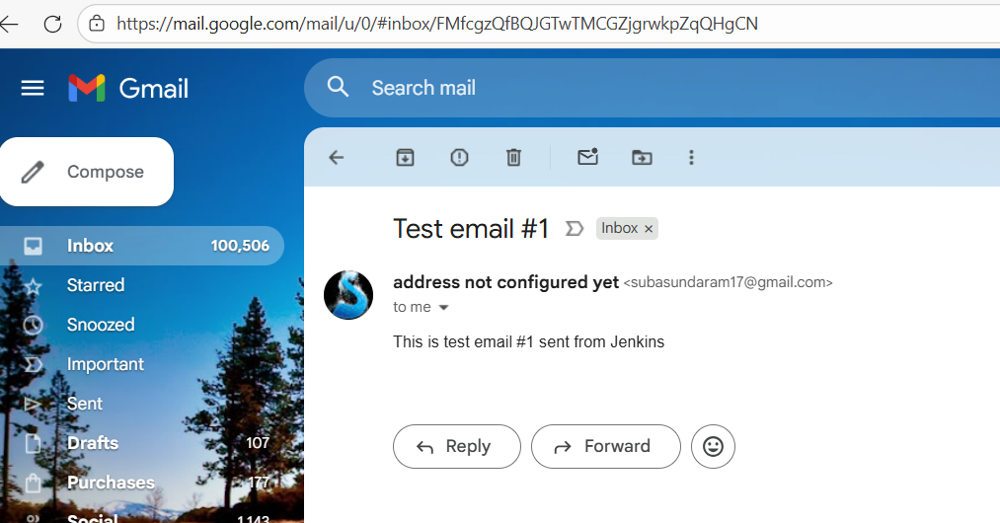 https://mail.google.com/mail/u/0/#inbox/FMfcgzQfBQJGTwTMCGZjgrwkpZqQHgCN
Gmail
Search mail
Compose
Test email #1 Inbox ×
Inbox 100,506
address not configured yet <subasundaram17@gmail.com>
Starred
to me
Snoozed
This is test email #1 sent from Jenkins
Important
Sent
Drafts 107
Reply Forward
Purchases 177
Social 1,143